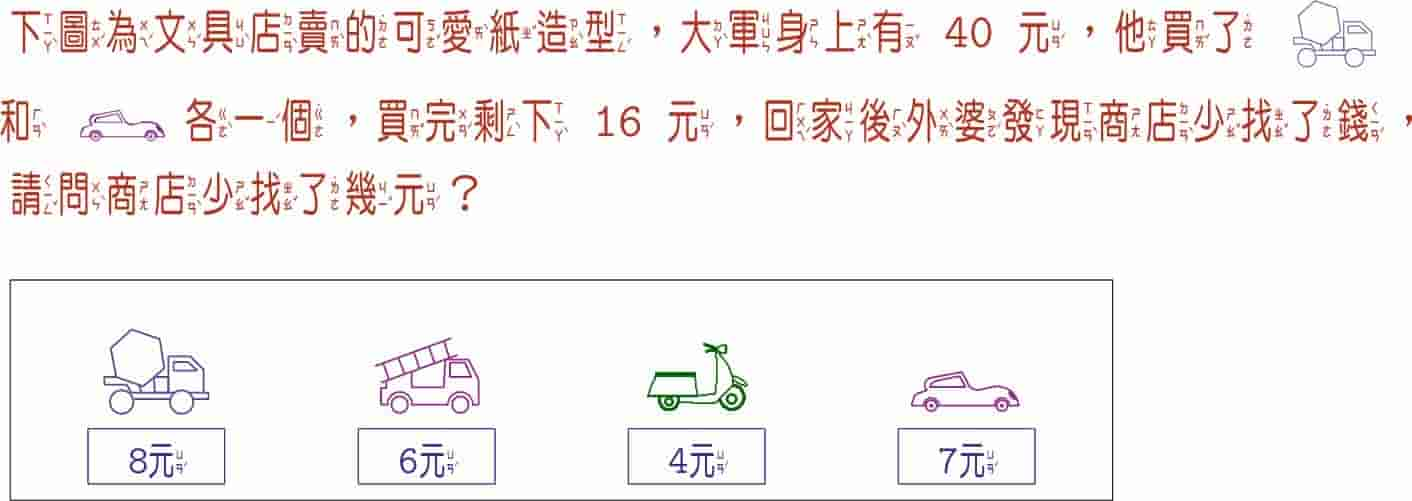 下圖為文具店賣的可愛紙造型，大軍身上有 40 元，他買了
和 各一個，買完剩下 16 元，回家後外婆發現商店少找了錢，
請問商店少找了幾元？
8元 6元 4元 7元